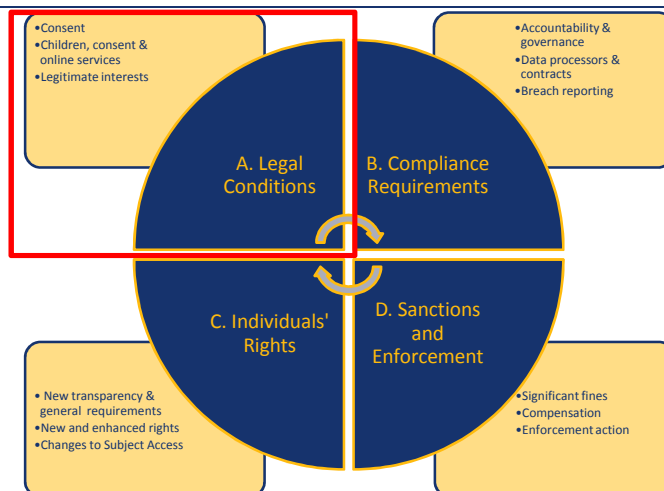 •Consent
•Children, consent &
online services
•Legitimate interests
•Accountability &
governance
•Data processors &
contracts
•Breach reporting
A. Legal
Conditions
B. Compliance
Requirements
C. Individuals'
Rights
D. Sanctions
and
Enforcement
• New transparency &
general requirements
•New and enhanced rights
•Changes to Subject Access
•Significant fines
•Compensation
•Enforcement action